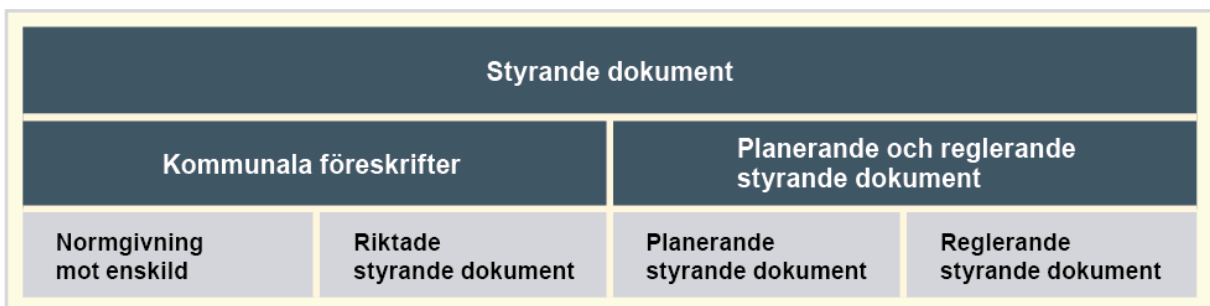 Styrande dokument
Kommunala föreskrifter
Planerande och reglerande
styrande dokument
Normgivning
mot enskild
Riktade
styrande dokument
Planerande
styrande dokument
Reglerande
styrande dokument